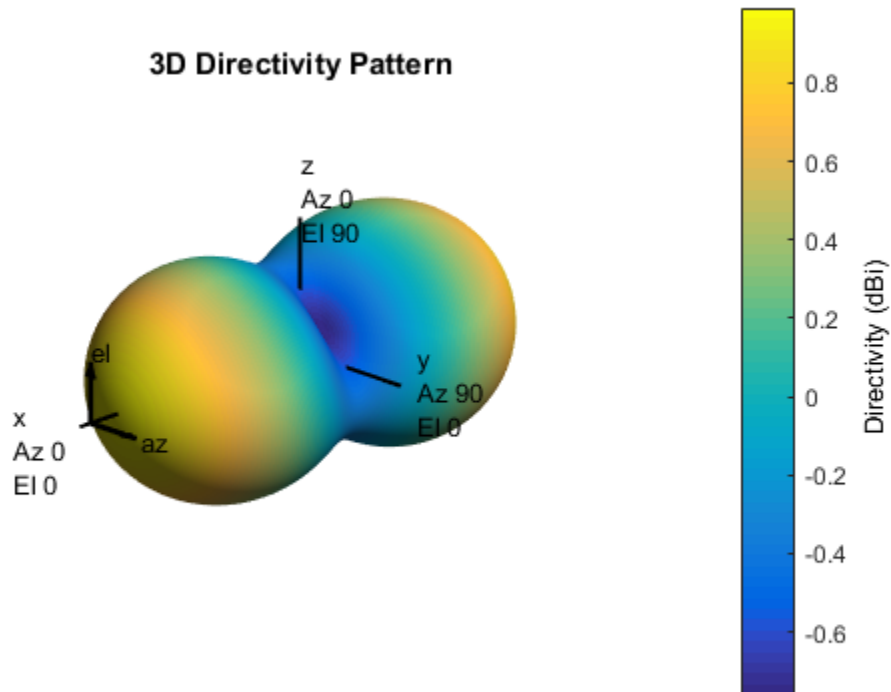 3D Directivity Pattern
z
Az 0
El 90
el
az
x
Az 0
El 0
y
Az 90
El 0
0.8
0.6
0.4
0.2
0
-0.2
-0.4
-0.6
Directivity (dBi)